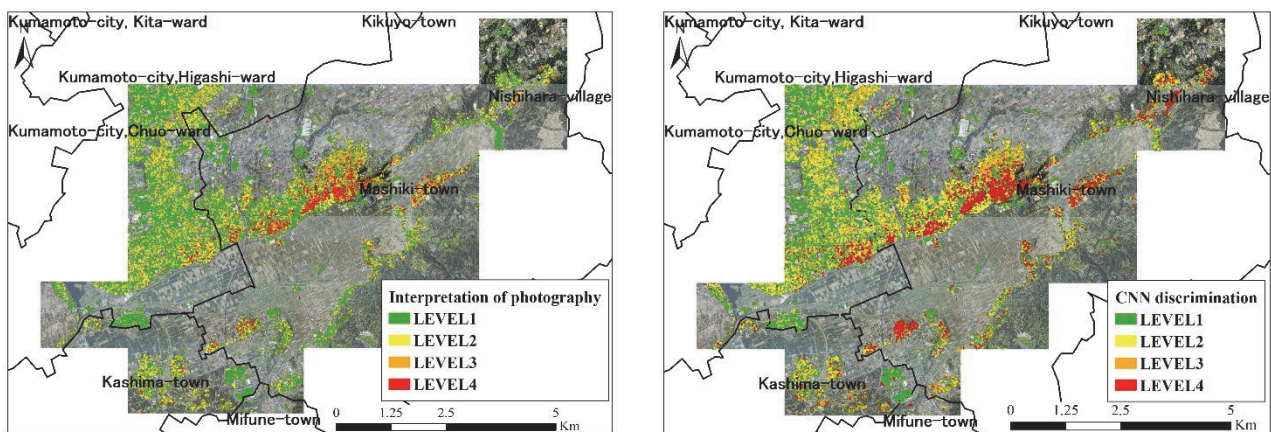 Kumamoto-city, Kita-ward
Kikuyo-town
N
Kumamoto-city,Higashi-ward
Nishihara-village
Kumamoto-city,Chuo-ward
Mashiki-town
Interpretation of photography
LEVEL1
LEVEL2
LEVEL3
LEVEL4
Kashima-town
Mifune-town
0 1.25 2.5 5
Km
Kumamoto-city, Kita-ward
Kikuyo-town
N
Kumamoto-city,Higashi-ward
Nishihara-village
Kumamoto-city,Chuo-ward
Mashiki-town
CNN discrimination
LEVEL1
LEVEL2
LEVEL3
LEVEL4
Kashima-town
Mifune-town
0 1.25 2.5 5
Km